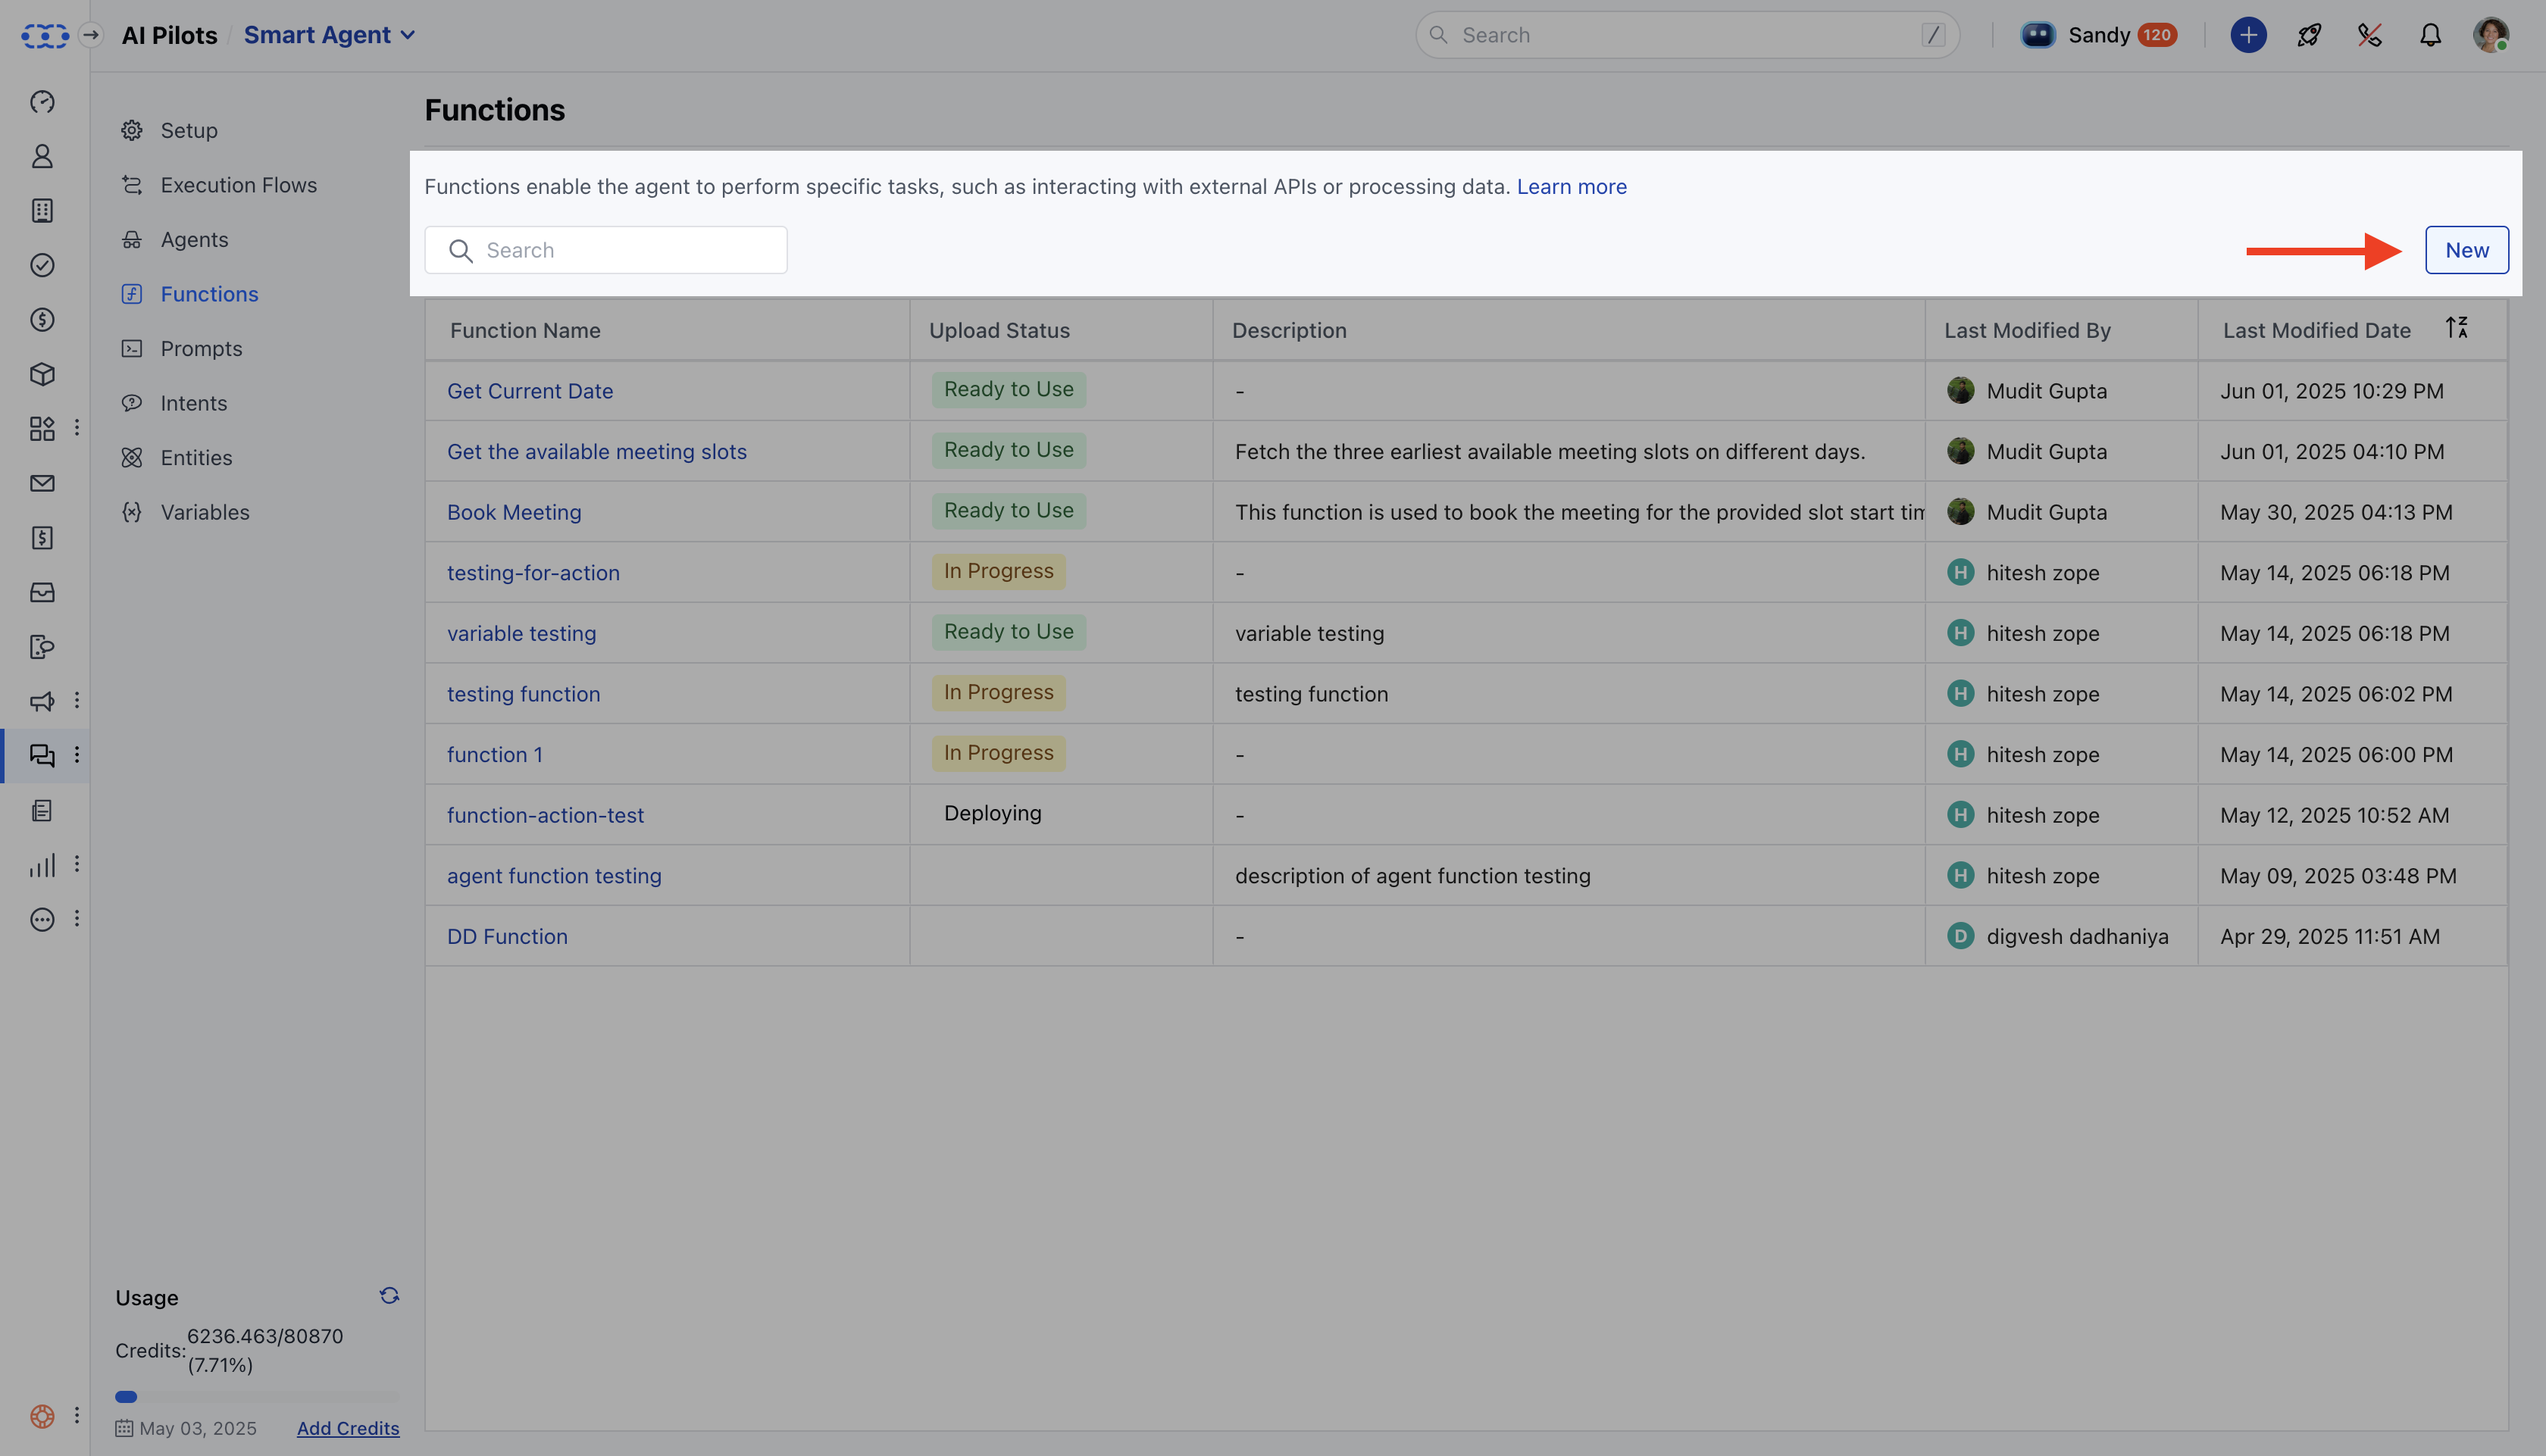 AI Pilots / Smart Agent
Search /
Sandy 120
Setup
Execution Flows
Agents
Functions
Prompts
Intents
Entities
Variables
Functions
Functions enable the agent to perform specific tasks, such as interacting with external APIs or processing data. Learn more
Search
New
Function Name Upload Status Description Last Modified By Last Modified Date
Get Current Date Ready to Use - Mudit Gupta Jun 01, 2025 10:29 PM
Get the available meeting slots Ready to Use Fetch the three earliest available meeting slots on different days. Mudit Gupta Jun 01, 2025 04:10 PM
Book Meeting Ready to Use This function is used to book the meeting for the provided slot start tim Mudit Gupta May 30, 2025 04:13 PM
testing-for-action In Progress - H hitesh zope May 14, 2025 06:18 PM
variable testing Ready to Use variable testing H hitesh zope May 14, 2025 06:18 PM
testing function In Progress testing function H hitesh zope May 14, 2025 06:02 PM
function 1 In Progress - H hitesh zope May 14, 2025 06:00 PM
function-action-test Deploying - H hitesh zope May 12, 2025 10:52 AM
agent function testing description of agent function testing H hitesh zope May 09, 2025 03:48 PM
DD Function - D digvesh dadhaniya Apr 29, 2025 11:51 AM
Usage
Credits: 6236.463/80870
(7.71%)
May 03, 2025 Add Credits